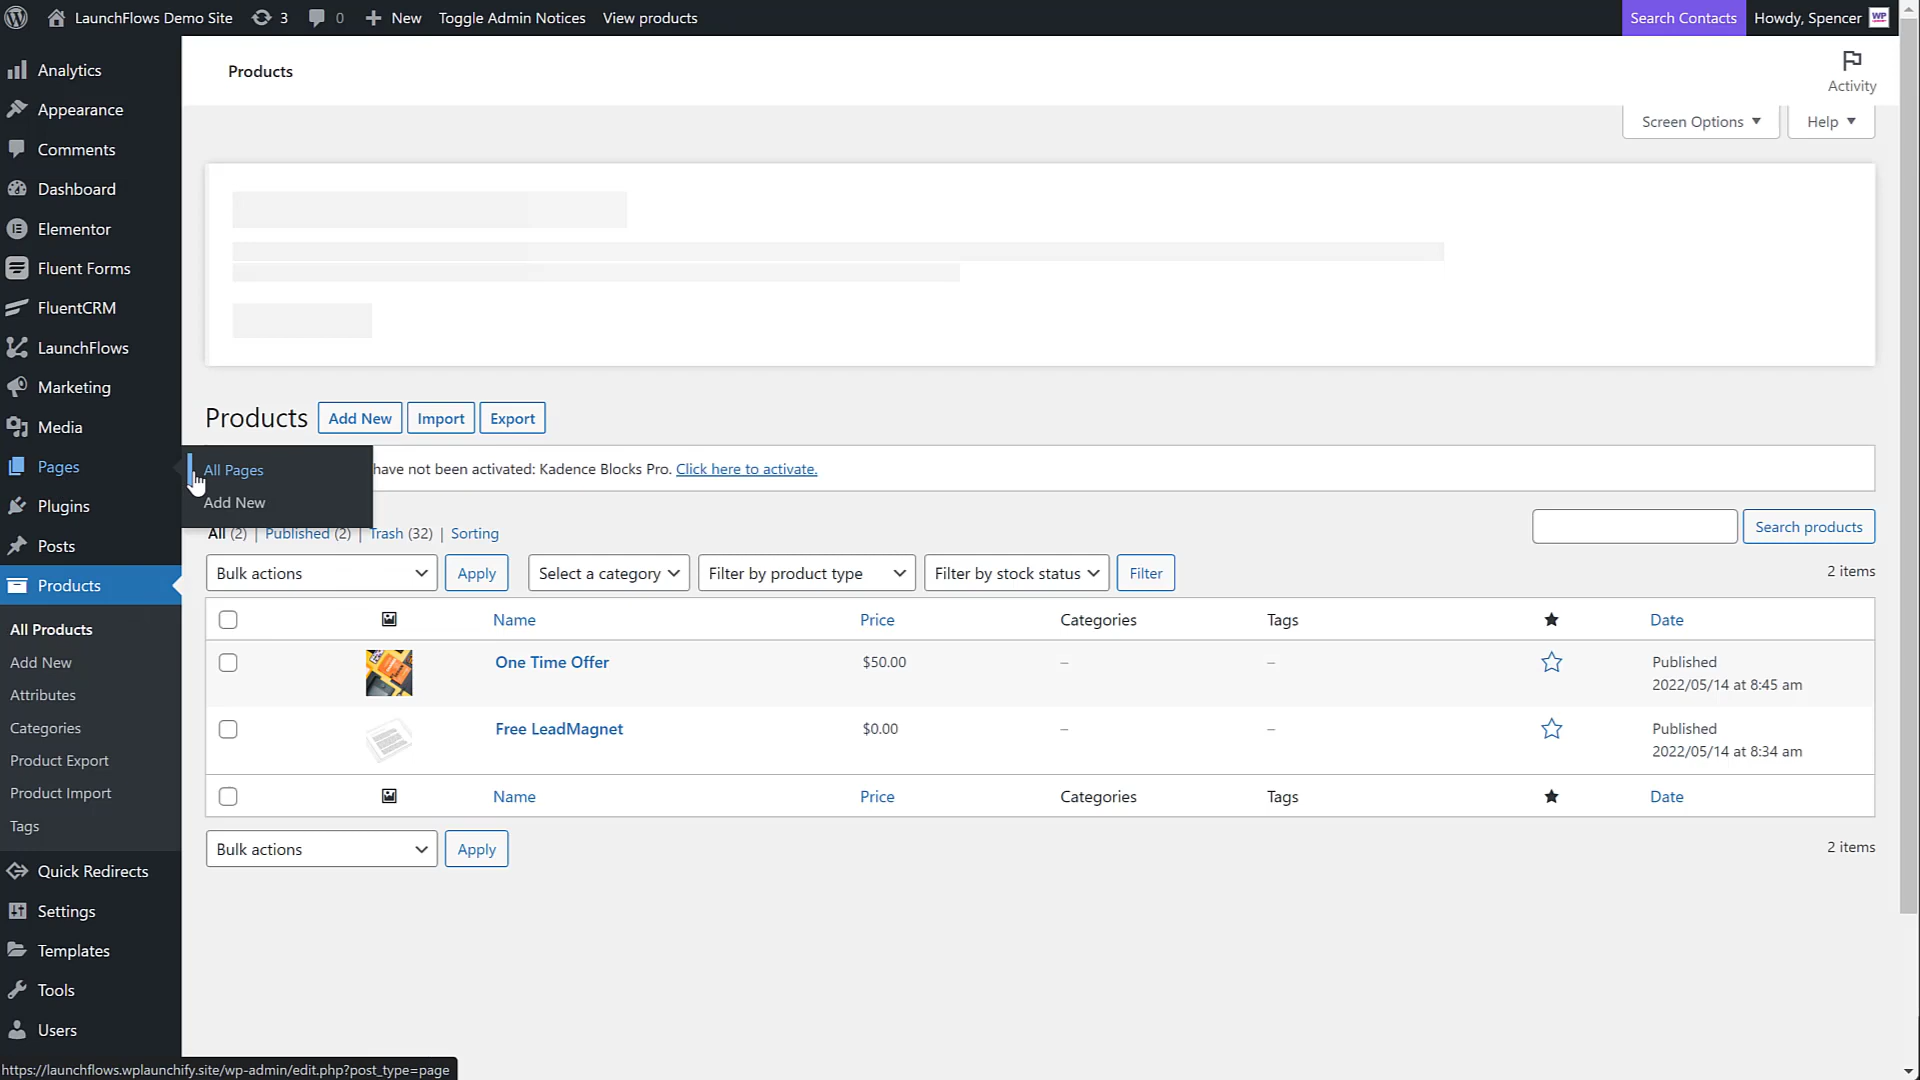 LaunchFlows Demo Site 3 0 New Toggle Admin Notices View products Search Contacts Howdy, Spencer WP
Analytics
Appearance
Comments
Dashboard
Elementor
Fluent Forms
FluentCRM
LaunchFlows
Marketing
Media
Pages
Plugins
Posts
Products
All Products
Add New
Attributes
Categories
Product Export
Product Import
Tags
Quick Redirects
Settings
Templates
Tools
Users
All Pages
Add New
Products
Activity
Screen Options Help
Products Add New Import Export
have not been activated: Kadence Blocks Pro. Click here to activate.
All (2) | Published (2) | Trash (32) | Sorting
Search products
Bulk actions Apply Select a category Filter by product type Filter by stock status Filter 2 items
Name Price Categories Tags Date
One Time Offer $50.00 – – Published
2022/05/14 at 8:45 am
Free LeadMagnet $0.00 – – Published
2022/05/14 at 8:34 am
Name Price Categories Tags Date
Bulk actions Apply 2 items
https://launchflows.wplaunchify.site/wp-admin/edit.php?post_type=page